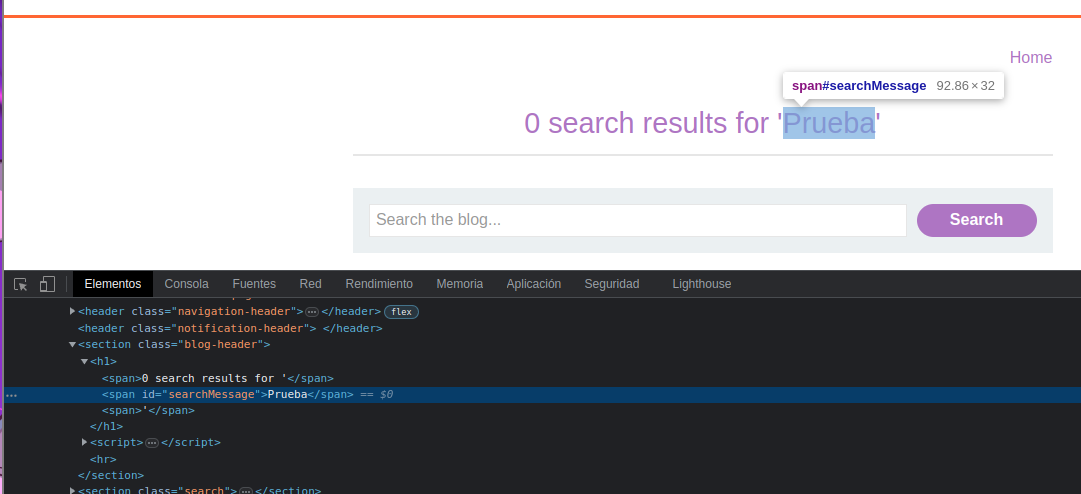 Home
span#searchMessage 92.86 × 32
0 search results for 'Prueba'
Search the blog...
Search
Elementos Consola Fuentes Red Rendimiento Memoria Aplicación Seguridad Lighthouse
<header class="navigation-header">…</header> flex
<header class="notification-header"> </header>
<section class="blog-header">
<h1>
<span>0 search results for '</span>
… <span id="searchMessage">Prueba</span> == $0
<span>'</span>
</h1>
<script>…</script>
<hr>
</section>
<section class="search">…</section>